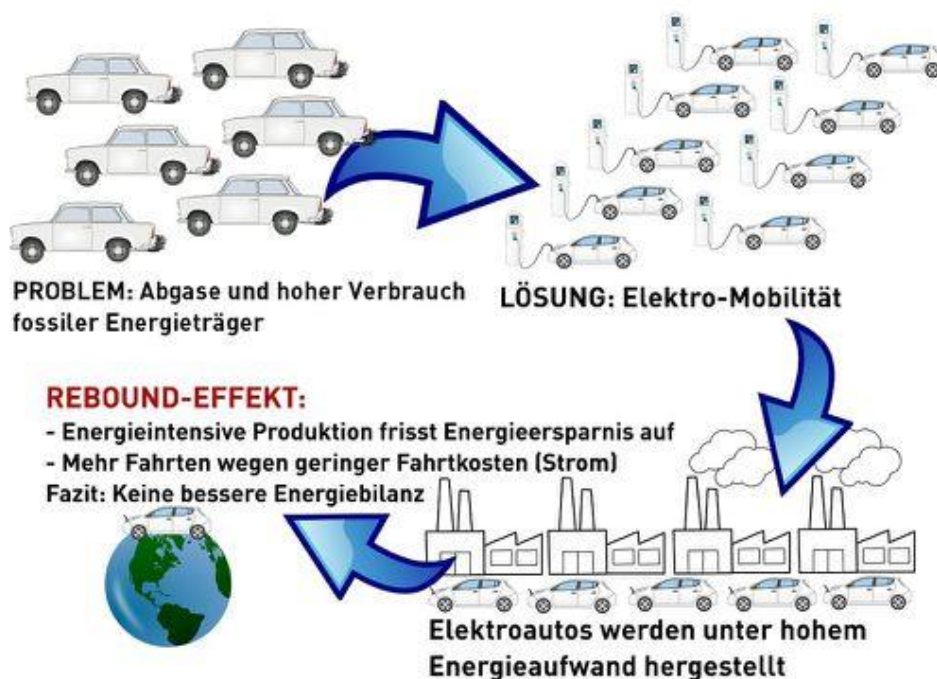 PROBLEM: Abgase und hoher Verbrauch
fossiler Energieträger
LÖSUNG: Elektro-Mobilität
REBOUND-EFFEKT:
- Energieintensive Produktion frisst Energieersparnis auf
- Mehr Fahrten wegen geringer Fahrtkosten (Strom)
Fazit: Keine bessere Energiebilanz
Elektroautos werden unter hohem
Energieaufwand hergestellt